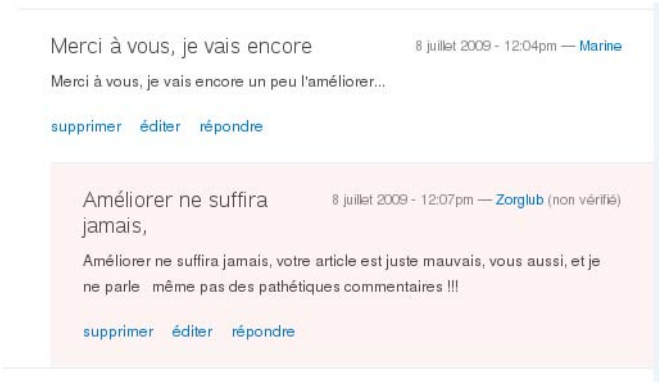 Merci à vous, je vais encore
8 juillet 2009 - 12:04pm — Marine
Merci à vous, je vais encore un peu l'améliorer...
supprimer éditer répondre
Améliorer ne suffira
jamais,
8 juillet 2009 - 12:07pm — Zorglub (non vérifié)
Améliorer ne suffira jamais, votre article est juste mauvais, vous aussi, et je
ne parle même pas des pathétiques commentaires !!!
supprimer éditer répondre